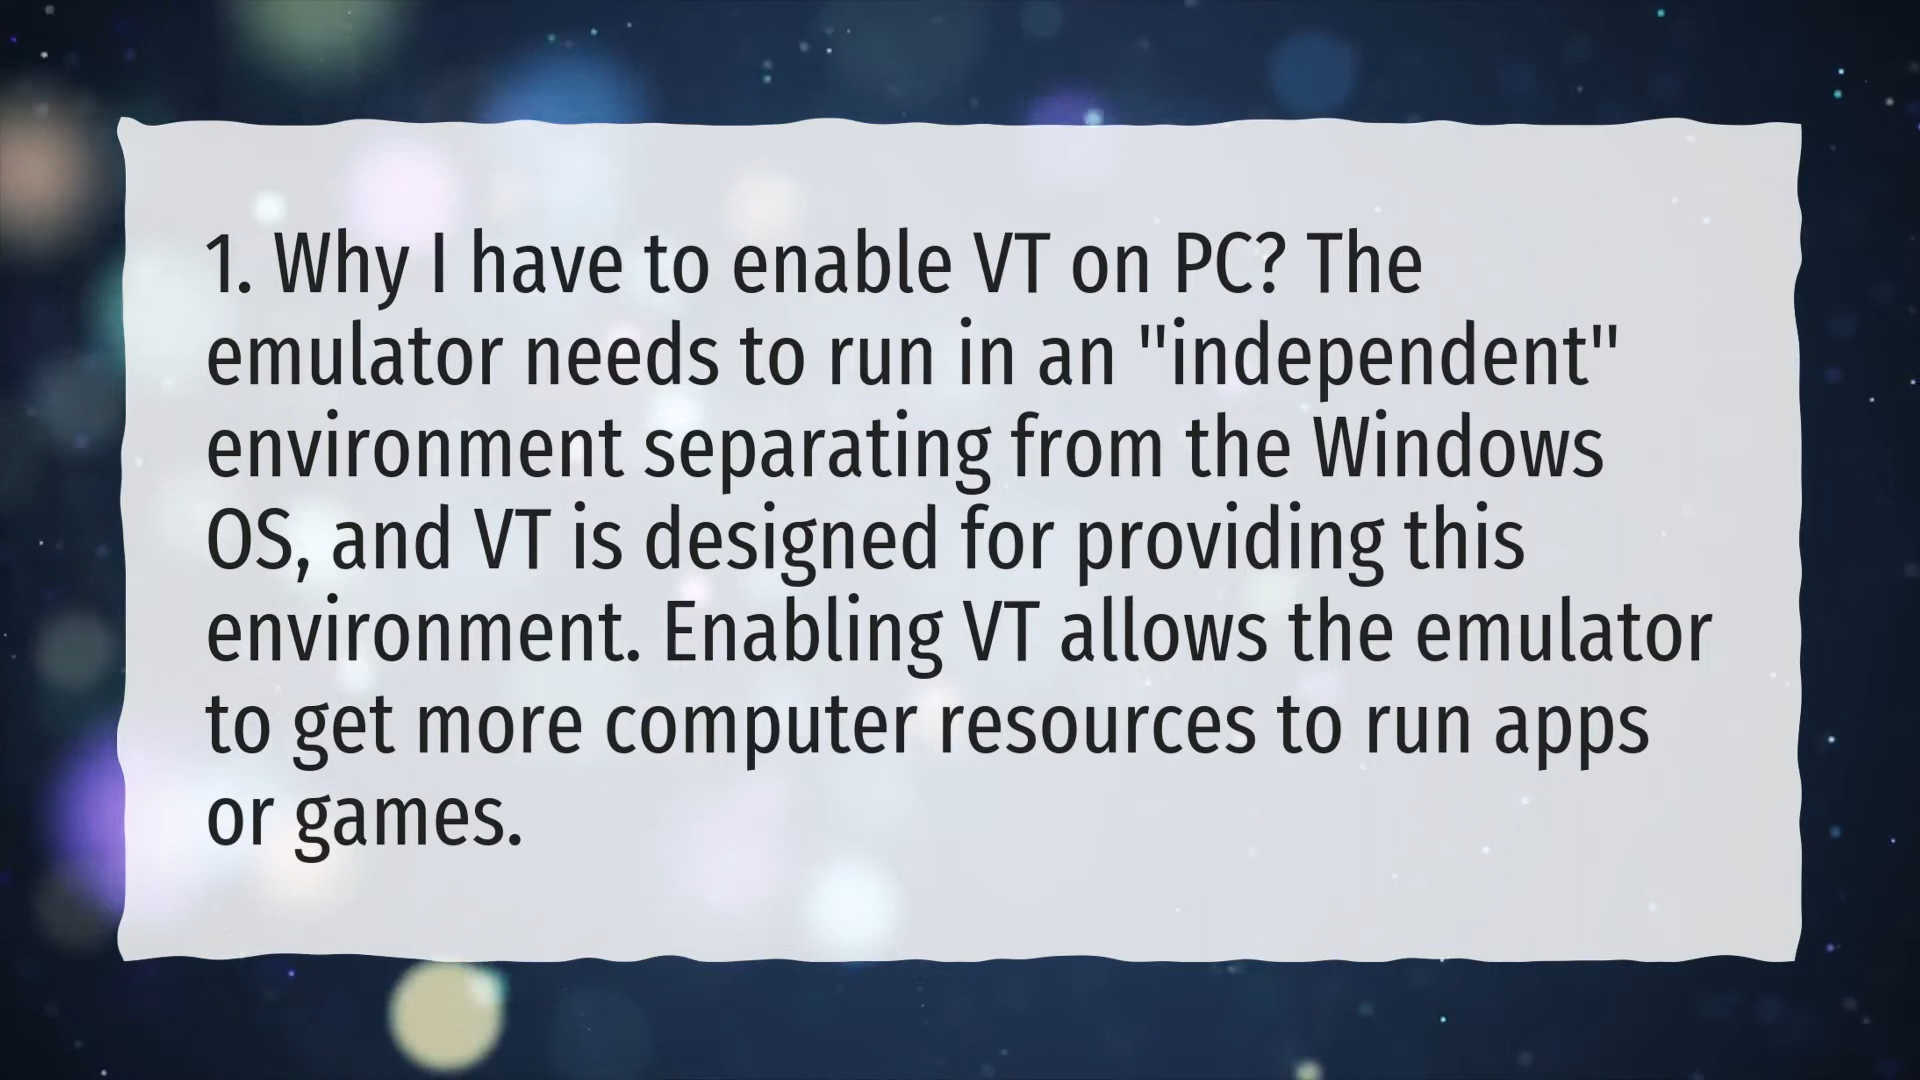 1. Why I have to enable VT on PC? The
emulator needs to run in an "independent"
environment separating from the Windows
OS, and VT is designed for providing this
environment. Enabling VT allows the emulator
to get more computer resources to run apps
or games.